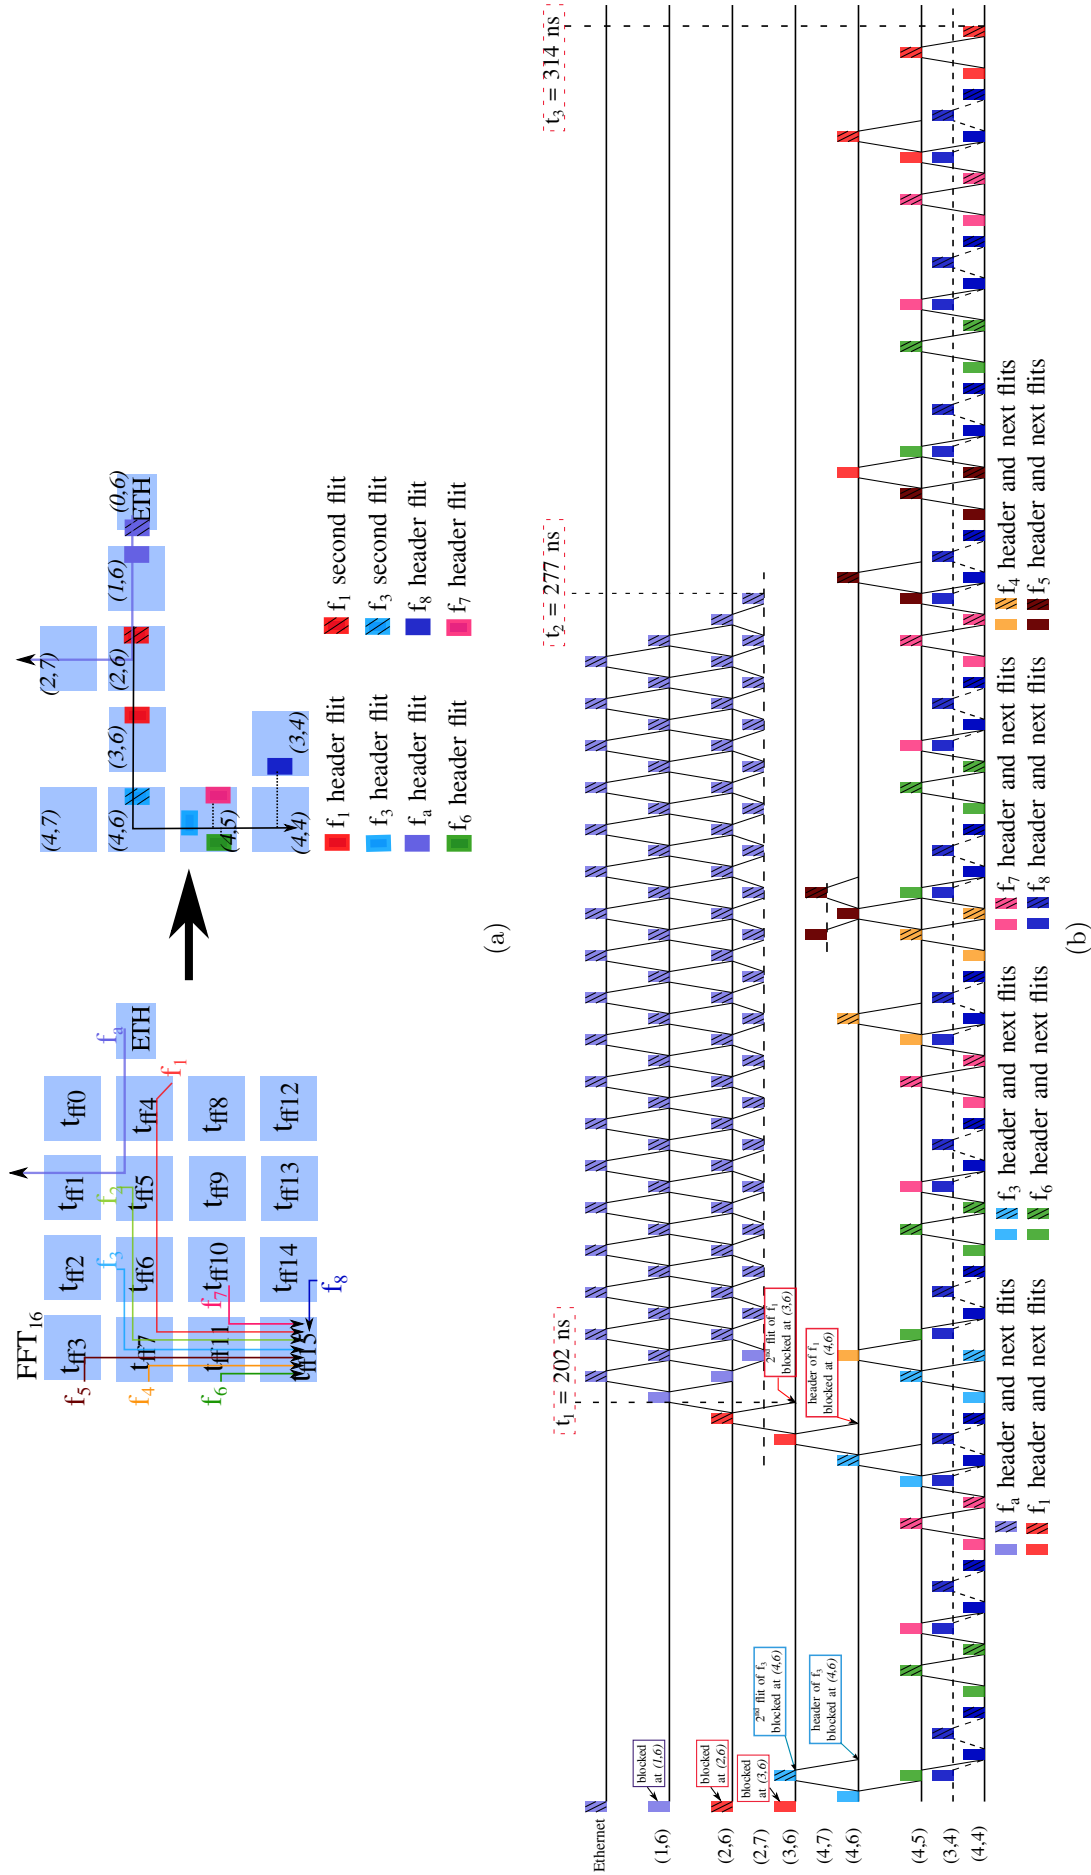 FFT16
tff3
tff2
tff1
tff0
tff7
tff6
tff5
tff4
ETH
tff11
tff10
tff9
tff8
tff15
tff14
tff13
tff12
f5
f4
f6
f3
f2
fa
f1
f7
f8
(4,7)
(2,7)
(4,6)
(3,6)
(2,6)
(1,6)
(0,6)
ETH
(4,5)
(4,4)
(3,4)
f1 header flit
f1 second flit
f3 header flit
f3 second flit
fa header flit
f8 header flit
f6 header flit
f7 header flit
(a)
t1 = 202 ns
t2 = 277 ns
t3 = 314 ns
Ethernet
(1,6)
(2,6)
(2,7)
(3,6)
(4,7)
(4,6)
(4,5)
(3,4)
(4,4)
blocked
at (1,6)
blocked
at (2,6)
blocked
at (3,6)
2nd flit of f3
blocked at (4,6)
header of f3
blocked at (4,6)
2nd flit of f1
blocked at (3,6)
header of f1
blocked at (4,6)
fa header and next flits
f3 header and next flits
f7 header and next flits
f4 header and next flits
f1 header and next flits
f6 header and next flits
f8 header and next flits
f5 header and next flits
(b)